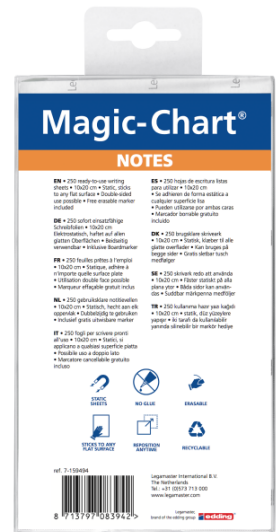 Magic-Chart®
NOTES
EN • 250 ready-to-use writing
sheets • 10x20 cm • Static, sticks
to any flat surface • Double-sided
use possible • Free erasable marker
included
DE • 250 sofort einsatzfähige
Schreibfolien • 10x20 cm •
Elektrostatisch, haftet auf allen
glatten Oberflächen • Beidseitig
verwendbar • Inklusive Boardmarker
FR • 250 feuilles prêtes à l'emploi
• 10x20 cm • Statique, adhère à
n'importe quelle surface plate
• Utilisation double face possible
• Marqueur effaçable gratuit inclus
NL • 250 gebruiksklare notitievellen
• 10x20 cm • Statisch, hecht aan elk
oppervlak • Dubbelzijdig te gebruiken
• Inclusief gratis uitwisbare marker
IT • 250 fogli per scrivere pronti
all'uso • 10x20 cm • Statici, si
applicano a qualsiasi superficie piatta
• Possibile uso a doppio lato
• Marcatore cancellabile gratuito
incluso
ES • 250 hojas de escritura listas
para utilizar • 10x20 cm
• Se adhieren de forma estática a
cualquier superficie lisa
• Pueden utilizarse por ambas caras
• Marcador borrable gratuito
incluido
DK • 250 brugsklare skriveark
• 10x20 cm • Statisk, klæber til alle
glatte overflader • Kan bruges på
begge sider • Gratis sletbar tusch
medfølger
SE • 250 skrivark redo att använda
• 10x20 cm • Fäster statiskt på alla
plana ytor • Båda sidor kan använ-
das • Suddbar märkpenna medföljer
TR • 250 kullanıma hazır yazı kağıdı
• 10x20 cm • statik, düz yüzeylere
yapışır • İki tarafı da kullanılabilir
yanında silinebilir bir markör hediye
STATIC
SHEETS
NO GLUE
ERASABLE
STICKS TO ANY
FLAT SURFACE
REPOSITION
ANYTIME
RECYCLABLE
ref. 7-159494
8 713797 083942 >
Legamaster International B.V.
The Netherlands
Tel.: +31 (0)573 713 000
www.legamaster.com
Legamaster,
brand of the edding group
edding